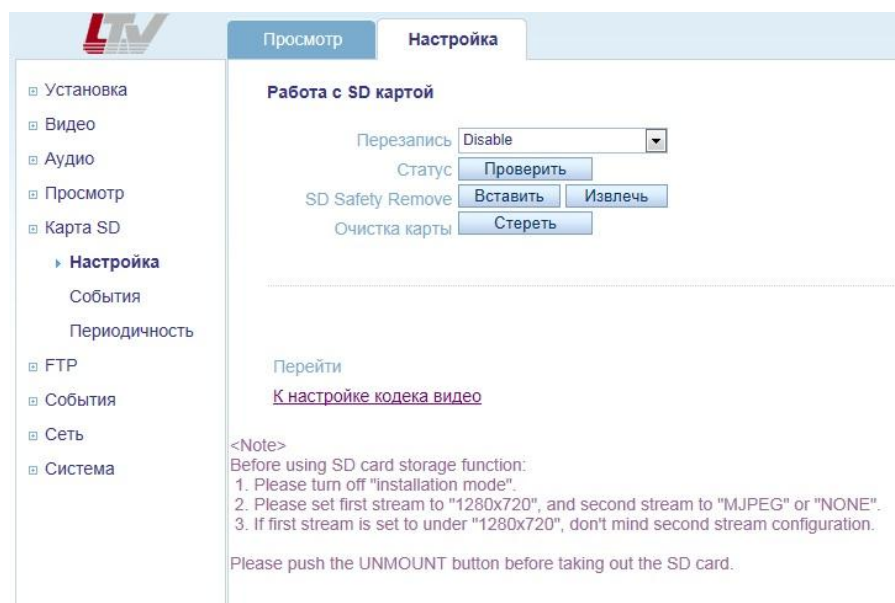 LTV
Просмотр
Настройка
Установка
Видео
Аудио
Просмотр
Карта SD
Настройка
События
Периодичность
FTP
События
Сеть
Система
Работа с SD картой
Перезапись Disable
Статус Проверить
SD Safety Remove Вставить Извлечь
Очистка карты Стереть
Перейти
К настройке кодека видео
<Note>
Before using SD card storage function:
1. Please turn off "installation mode".
2. Please set first stream to "1280x720", and second stream to "MJPEG" or "NONE".
3. If first stream is set to under "1280x720", don't mind second stream configuration.
Please push the UNMOUNT button before taking out the SD card.